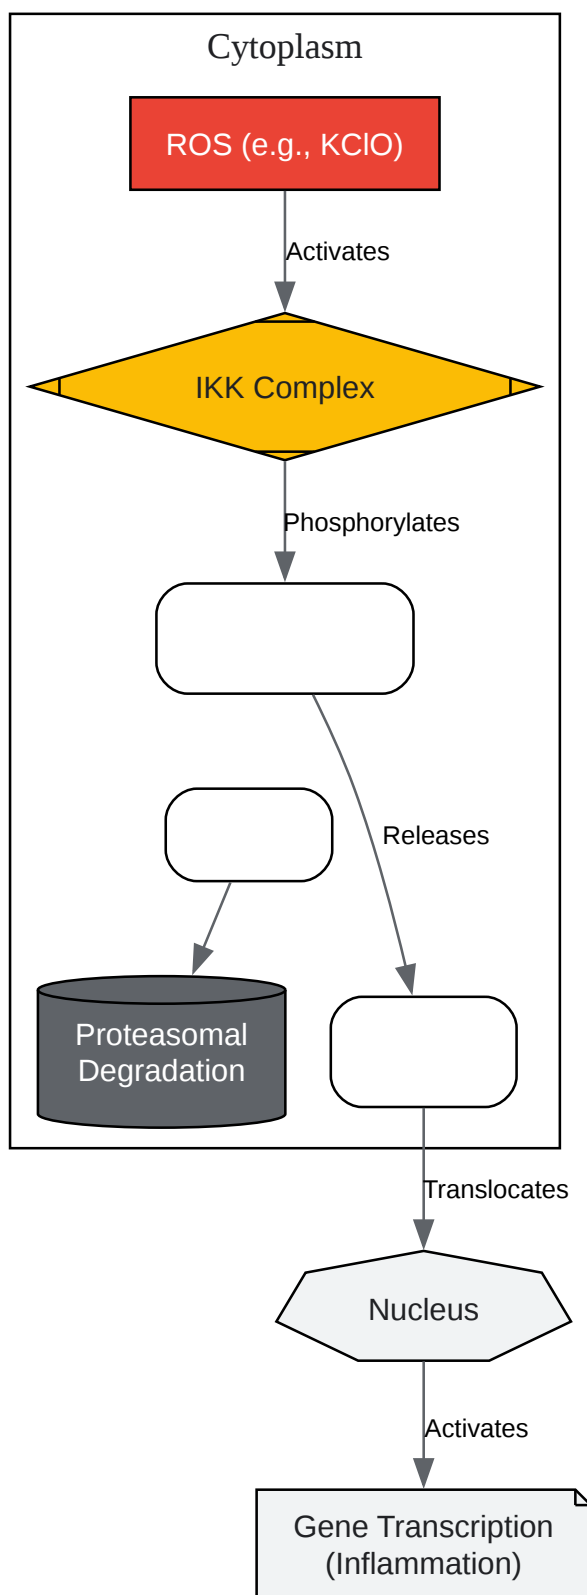 Cytoplasm
ROS (e.g., KClO)
Activates
IKK Complex
Phosphorylates
Releases
Proteasomal
Degradation
Translocates
Nucleus
Activates
Gene Transcription
(Inflammation)